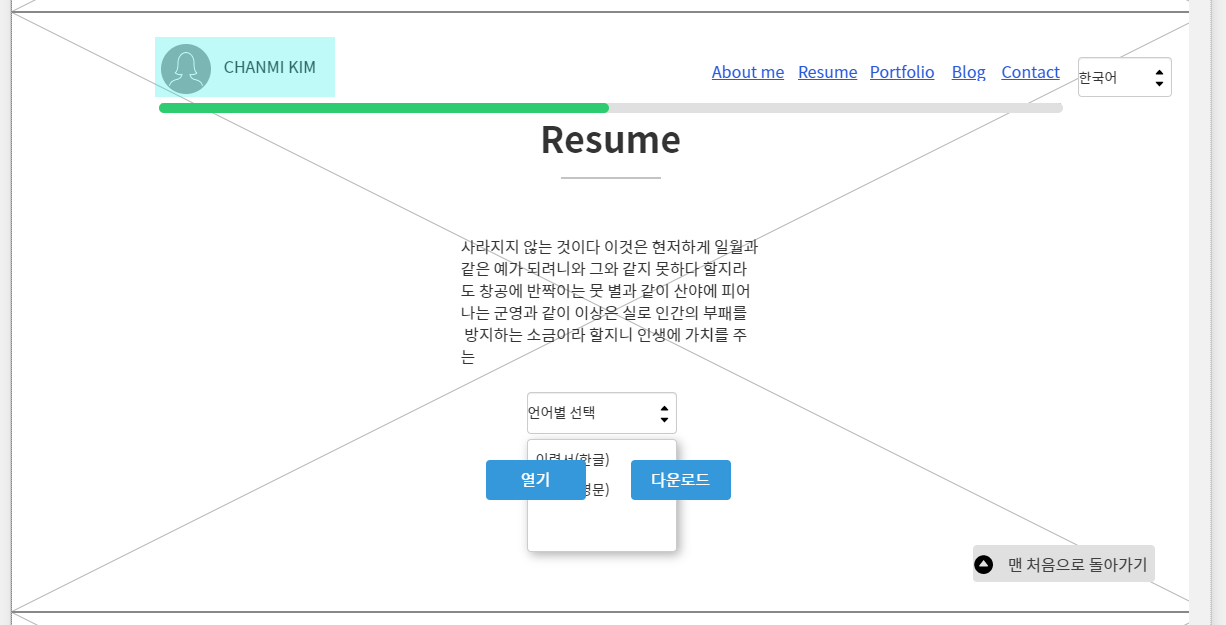 CHANMI KIM
About me Resume Portfolio Blog Contact 한국어
Resume
사라지지 않는 것이다 이것은 현저하게 일월과
같은 예가 되려니와 그와 같지 못하다 할지라
도 창공에 반짝이는 뭇 별과 같이 산야에 피어
나는 군영과 같이 이상은 실로 인간의 부패를
방지하는 소금이라 할지니 인생에 가치를 주
는
언어별 선택
이력서(한글)
열기 다운로드
영문)
맨 처음으로 돌아가기